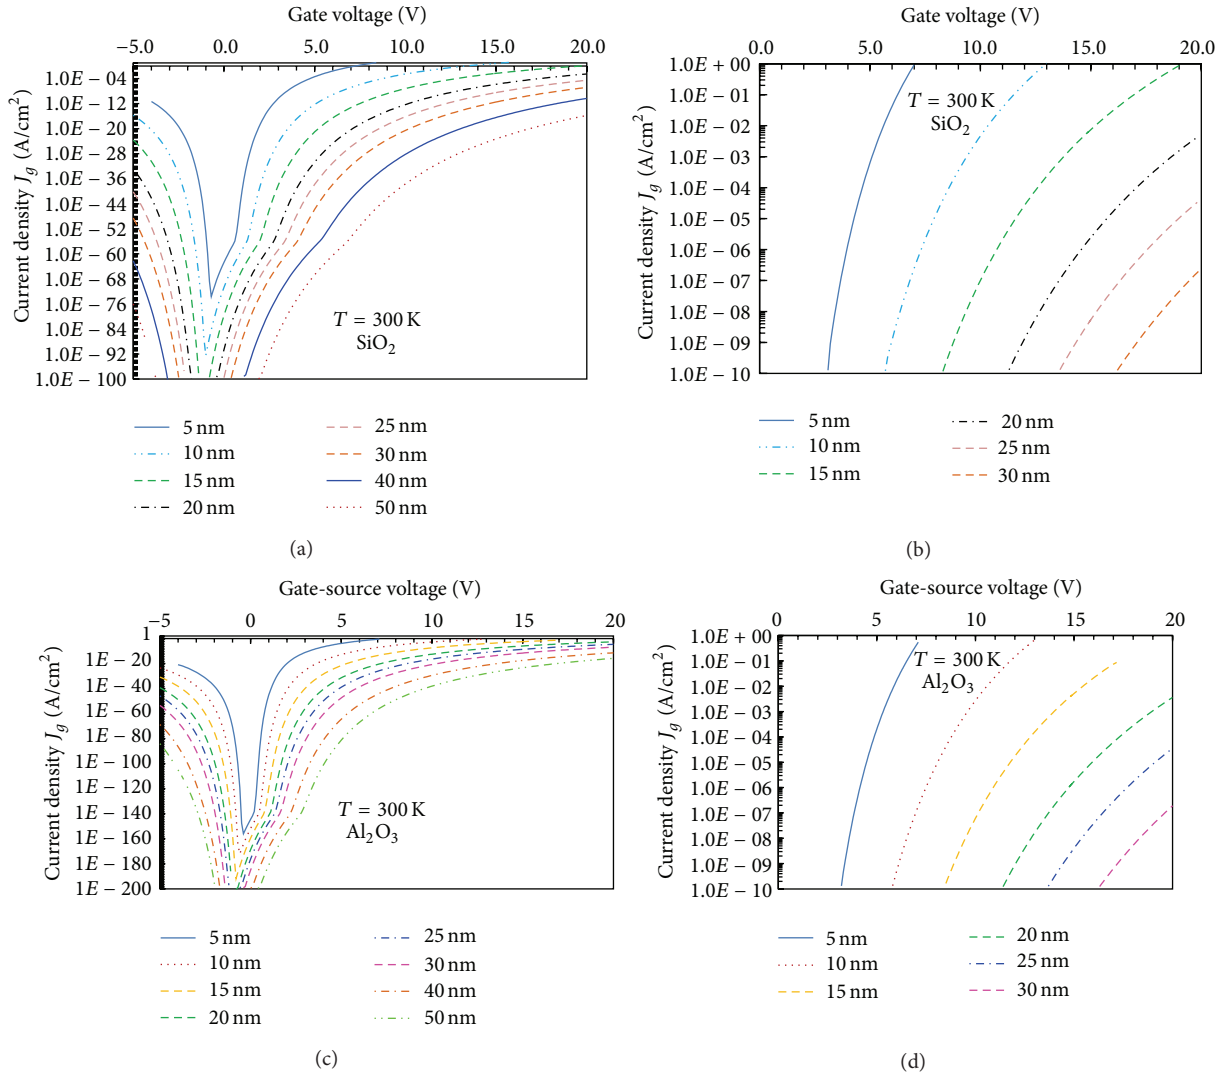 Gate voltage (V)
−5.0 0.0 5.0 10.0 15.0 20.0
Current density Jg (A/cm2)
1.0E − 04
1.0E − 12
1.0E − 20
1.0E − 28
1.0E − 36
1.0E − 44
1.0E − 52
1.0E − 60
1.0E − 68
1.0E − 76
1.0E − 84
1.0E − 92
1.0E − 100
T = 300 K
SiO2
5 nm
10 nm
15 nm
20 nm
25 nm
30 nm
40 nm
50 nm
(a)
Gate voltage (V)
0.0 5.0 10.0 15.0 20.0
Current density Jg (A/cm2)
1.0E + 00
1.0E − 01
1.0E − 02
1.0E − 03
1.0E − 04
1.0E − 05
1.0E − 06
1.0E − 07
1.0E − 08
1.0E − 09
1.0E − 10
T = 300 K
SiO2
5 nm
10 nm
15 nm
20 nm
25 nm
30 nm
(b)
Gate-source voltage (V)
−5 0 5 10 15 20
Current density Jg (A/cm2)
1
1E − 20
1E − 40
1E − 60
1E − 80
1E − 100
1E − 120
1E − 140
1E − 160
1E − 180
1E − 200
T = 300K
Al2O3
5 nm
10 nm
15 nm
20 nm
25 nm
30 nm
40 nm
50 nm
(c)
Gate-source voltage (V)
0 5 10 15 20
Current density Jg (A/cm2)
1.0E + 00
1.0E − 01
1.0E − 02
1.0E − 03
1.0E − 04
1.0E − 05
1.0E − 06
1.0E − 07
1.0E − 08
1.0E − 09
1.0E − 10
T = 300 K
Al2O3
5 nm
10 nm
15 nm
20 nm
25 nm
30 nm
(d)